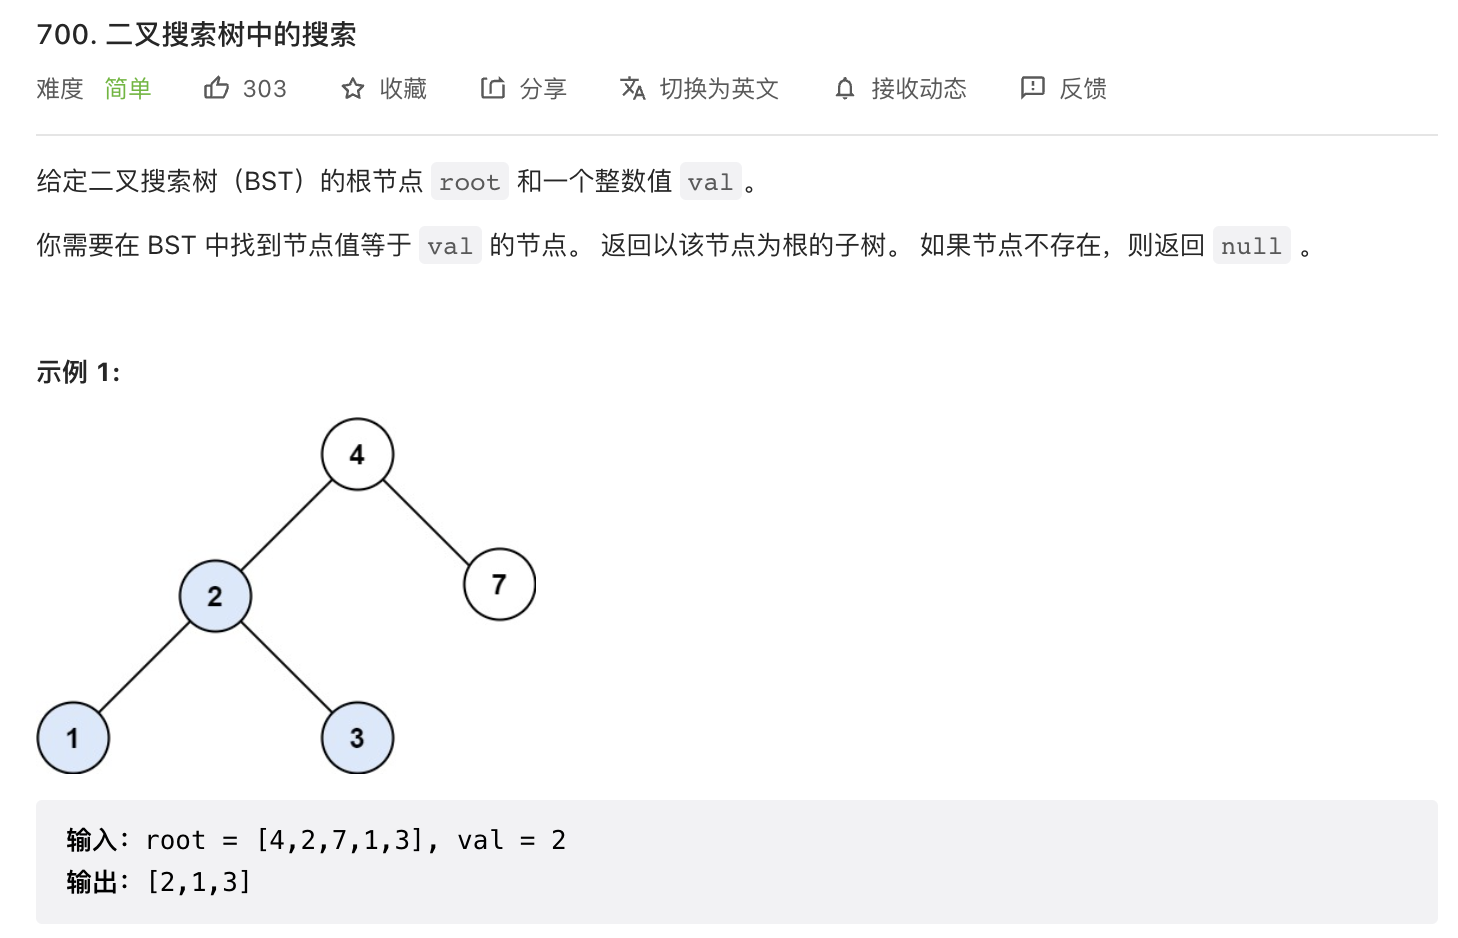 700. 二叉搜索树中的搜索
难度 简单 303 收藏 分享 切换为英文 接收动态 反馈
给定二叉搜索树（BST）的根节点 root 和一个整数值 val 。
你需要在 BST 中找到节点值等于 val 的节点。 返回以该节点为根的子树。 如果节点不存在，则返回 null 。
示例 1:
4
2
7
1
3
输入：root = [4,2,7,1,3], val = 2
输出：[2,1,3]